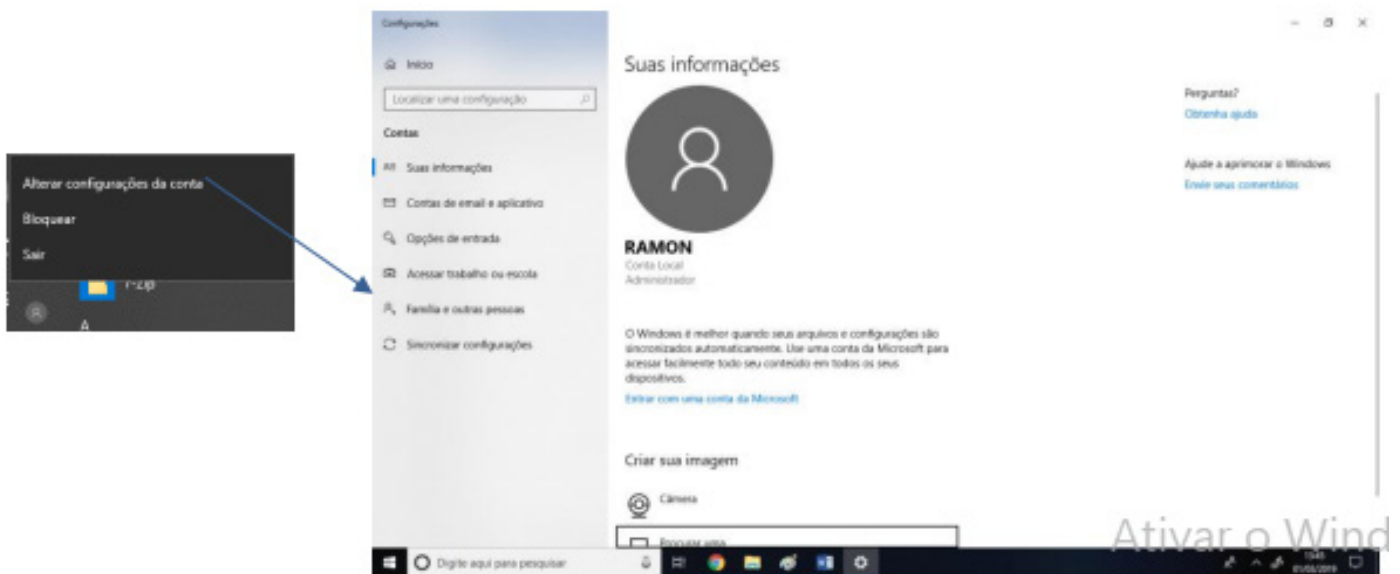 Alterar configurações da conta
Bloquear
Sair
7-Zip
A
Configurações
Início
Localizar uma configuração
Contas
Suas informações
Contas de email e aplicativo
Opções de entrada
Acessar trabalho ou escola
Família e outras pessoas
Sincronizar configurações
Suas informações
RAMON
Conta Local
Administrador
O Windows é melhor quando seus arquivos e configurações são
sincronizados automaticamente. Use uma conta da Microsoft para
acessar facilmente todo seu conteúdo em todos os seus
dispositivos.
Entrar com uma conta da Microsoft
Criar sua imagem
Câmera
Procurar uma
Perguntas?
Obtenha ajuda
Ajude a aprimorar o Windows
Envie seus comentários
Ativar o Wind
Digite aqui para pesquisar